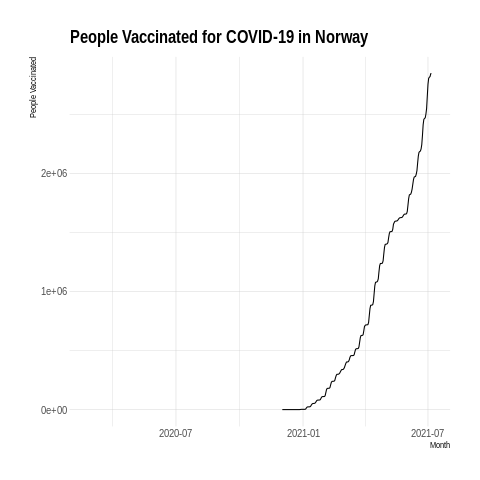 People Vaccinated for COVID-19 in Norway
People Vaccinated
2e+06
1e+06
0e+00
2020-07
2021-01
2021-07
Month